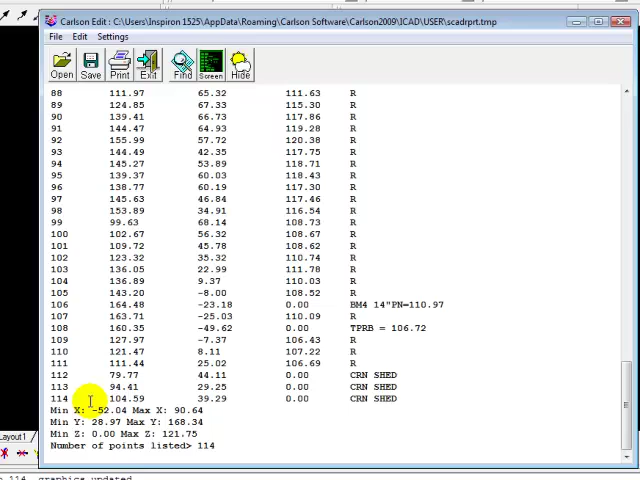 Carlson Edit : C:\Users\Inspiron 1525\AppData\Roaming\Carlson Software\Carlson2009\ICAD\USER\scadrprt.tmp
File Edit Settings
Open Save Print Exit Find Screen Hide
88 111.97 65.32 111.63 R
89 124.85 67.33 115.30 R
90 139.41 66.73 117.86 R
91 144.47 64.93 119.28 R
92 155.99 57.72 120.38 R
93 144.49 42.35 117.75 R
94 145.27 53.89 118.71 R
95 139.37 60.03 118.43 R
96 138.77 60.19 117.30 R
97 145.63 46.84 117.46 R
98 153.89 34.91 116.54 R
99 99.63 68.14 108.73 R
100 102.67 56.32 108.67 R
101 109.72 45.78 108.62 R
102 123.32 35.32 110.74 R
103 136.05 22.99 111.78 R
104 136.89 9.37 110.03 R
105 143.20 -8.00 108.52 R
106 164.48 -23.18 0.00 BM4 14"PN=110.97
107 163.71 -25.03 110.09 R
108 160.35 -49.62 0.00 TPRB = 106.72
109 127.97 -7.37 106.43 R
110 121.47 8.11 107.22 R
111 111.44 25.02 106.69 R
112 79.77 44.11 0.00 CRN SHED
113 94.41 29.25 0.00 CRN SHED
114 104.59 39.29 0.00 CRN SHED
Min X: -52.04 Max X: 90.64
Min Y: 28.97 Max Y: 168.34
Min Z: 0.00 Max Z: 121.75
Number of points listed> 114
Layout1
114 graphics updated